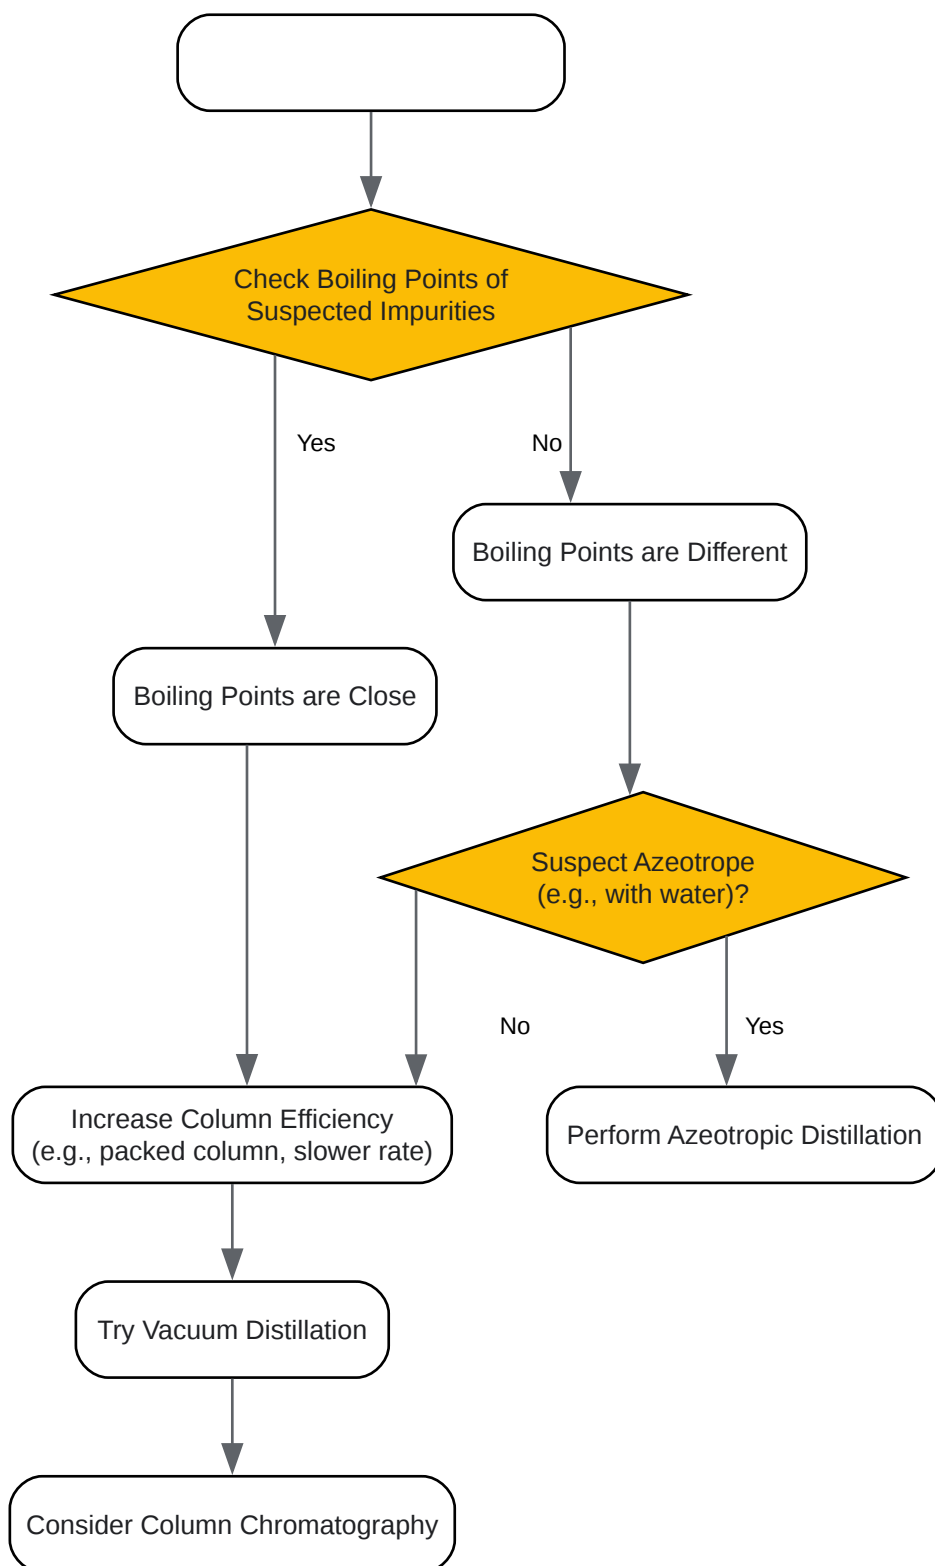 Check Boiling Points of
Suspected Impurities
Yes
No
Boiling Points are Different
Boiling Points are Close
Suspect Azeotrope
(e.g., with water)?
No
Yes
Increase Column Efficiency
(e.g., packed column, slower rate)
Perform Azeotropic Distillation
Try Vacuum Distillation
Consider Column Chromatography